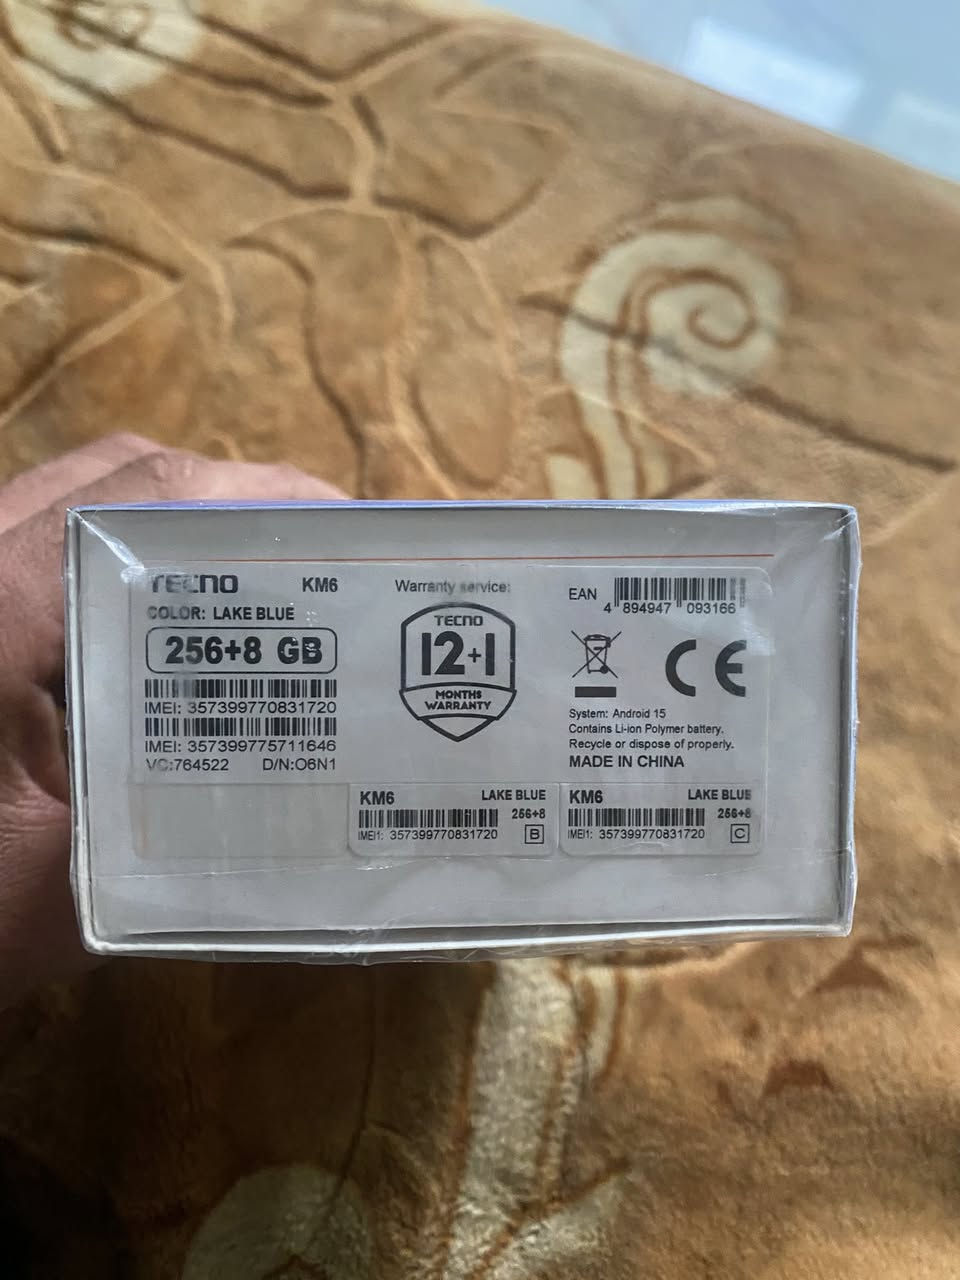 TECNO KM6
COLOR: LAKE BLUE
256+8 GB
IMEI: 357399770831720
IMEI: 357399775711646
VC:764522 D/N:O6N1
Warranty service:
TECNO
12+1
MONTHS
WARRANTY
EAN
4 894947 093166
CE
System: Android 15
Contains Li-ion Polymer battery.
Recycle or dispose of properly.
MADE IN CHINA
KM6 LAKE BLUE
256+8
IMEI1: 357399770831720 B
KM6 LAKE BLUE
256+8
IMEI1: 357399770831720 C